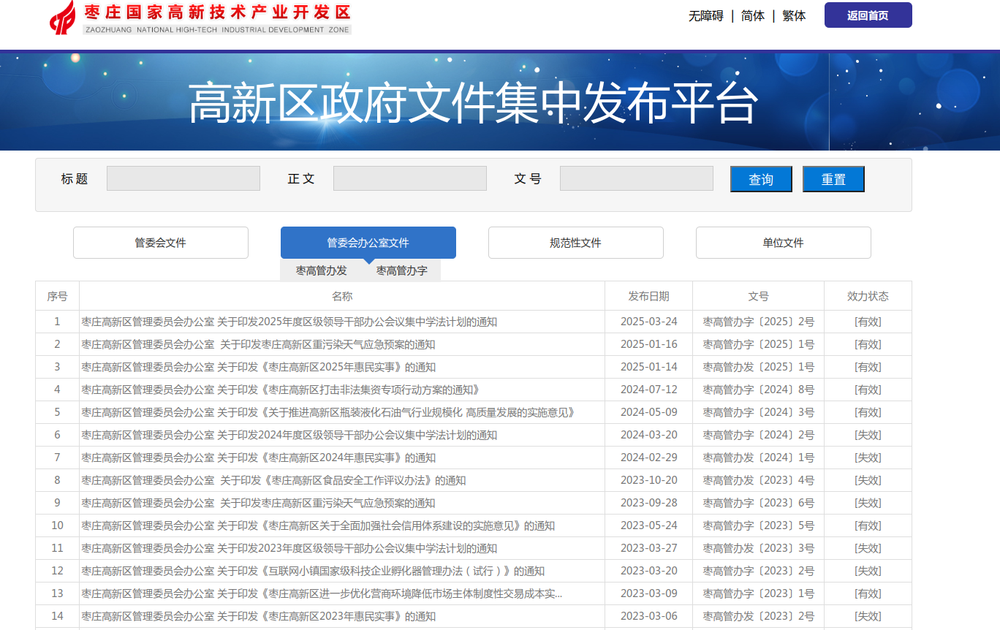 枣庄国家高新技术产业开发区
ZAOZHUANG NATIONAL HIGH-TECH INDUSTRIAL DEVELOPMENT ZONE
无障碍 | 简体 | 繁体 返回首页
高新区政府文件集中发布平台
标 题 正 文 文 号 查询 重置
管委会文件 管委会办公室文件 规范性文件 单位文件
枣高管办发 枣高管办字
序号 名称 发布日期 文号 效力状态
1 枣庄高新区管理委员会办公室 关于印发2025年度区级领导干部办公会议集中学法计划的通知 2025-03-24 枣高管办字〔2025〕2号 [有效]
2 枣庄高新区管理委员会办公室 关于印发枣庄高新区重污染天气应急预案的通知 2025-01-16 枣高管办字〔2025〕1号 [有效]
3 枣庄高新区管理委员会办公室 关于印发《枣庄高新区2025年惠民实事》的通知 2025-01-14 枣高管办发〔2025〕1号 [有效]
4 枣庄高新区管理委员会办公室 关于印发《枣庄高新区打击非法集资专项行动方案的通知》 2024-07-12 枣高管办字〔2024〕8号 [有效]
5 枣庄高新区管理委员会办公室 关于印发《关于推进高新区瓶装液化石油气行业规模化 高质量发展的实施意见》 2024-05-09 枣高管办字〔2024〕3号 [有效]
6 枣庄高新区管理委员会办公室 关于印发2024年度区级领导干部办公会议集中学法计划的通知 2024-03-20 枣高管办字〔2024〕2号 [失效]
7 枣庄高新区管理委员会办公室 关于印发《枣庄高新区2024年惠民实事》的通知 2024-02-29 枣高管办发〔2024〕1号 [失效]
8 枣庄高新区管理委员会办公室 关于印发《枣庄高新区食品安全工作评议办法》的通知 2023-10-20 枣高管办发〔2023〕4号 [失效]
9 枣庄高新区管理委员会办公室 关于印发枣庄高新区重污染天气应急预案的通知 2023-09-28 枣高管办字〔2023〕6号 [失效]
10 枣庄高新区管理委员会办公室 关于印发《枣庄高新区关于全面加强社会信用体系建设的实施意见》的通知 2023-05-24 枣高管办字〔2023〕5号 [有效]
11 枣庄高新区管理委员会办公室 关于印发2023年度区级领导干部办公会议集中学法计划的通知 2023-03-27 枣高管办发〔2023〕3号 [失效]
12 枣庄高新区管理委员会办公室 关于印发《互联网小镇国家级科技企业孵化器管理办法（试行）》的通知 2023-03-20 枣高管办字〔2023〕2号 [失效]
13 枣庄高新区管理委员会办公室 关于印发《枣庄高新区进一步优化营商环境降低市场主体制度性交易成本实... 2023-03-09 枣高管办字〔2023〕1号 [有效]
14 枣庄高新区管理委员会办公室 关于印发《枣庄高新区2023年惠民实事》的通知 2023-03-06 枣高管办发〔2023〕2号 [失效]